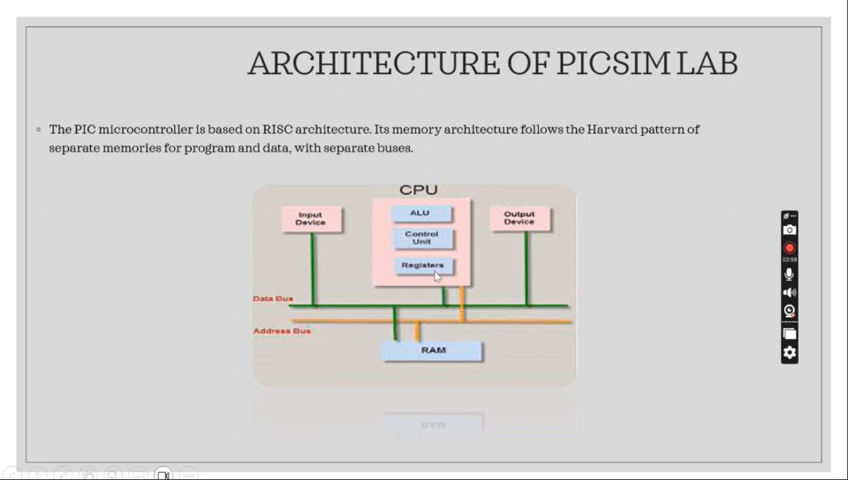 ARCHITECTURE OF PICSIM LAB
The PIC microcontroller is based on RISC architecture. Its memory architecture follows the Harvard pattern of
separate memories for program and data, with separate buses.
CPU
Input
Device
ALU
Output
Device
Control
Unit
Registers
Data Bus
Address Bus
RAM
03:58